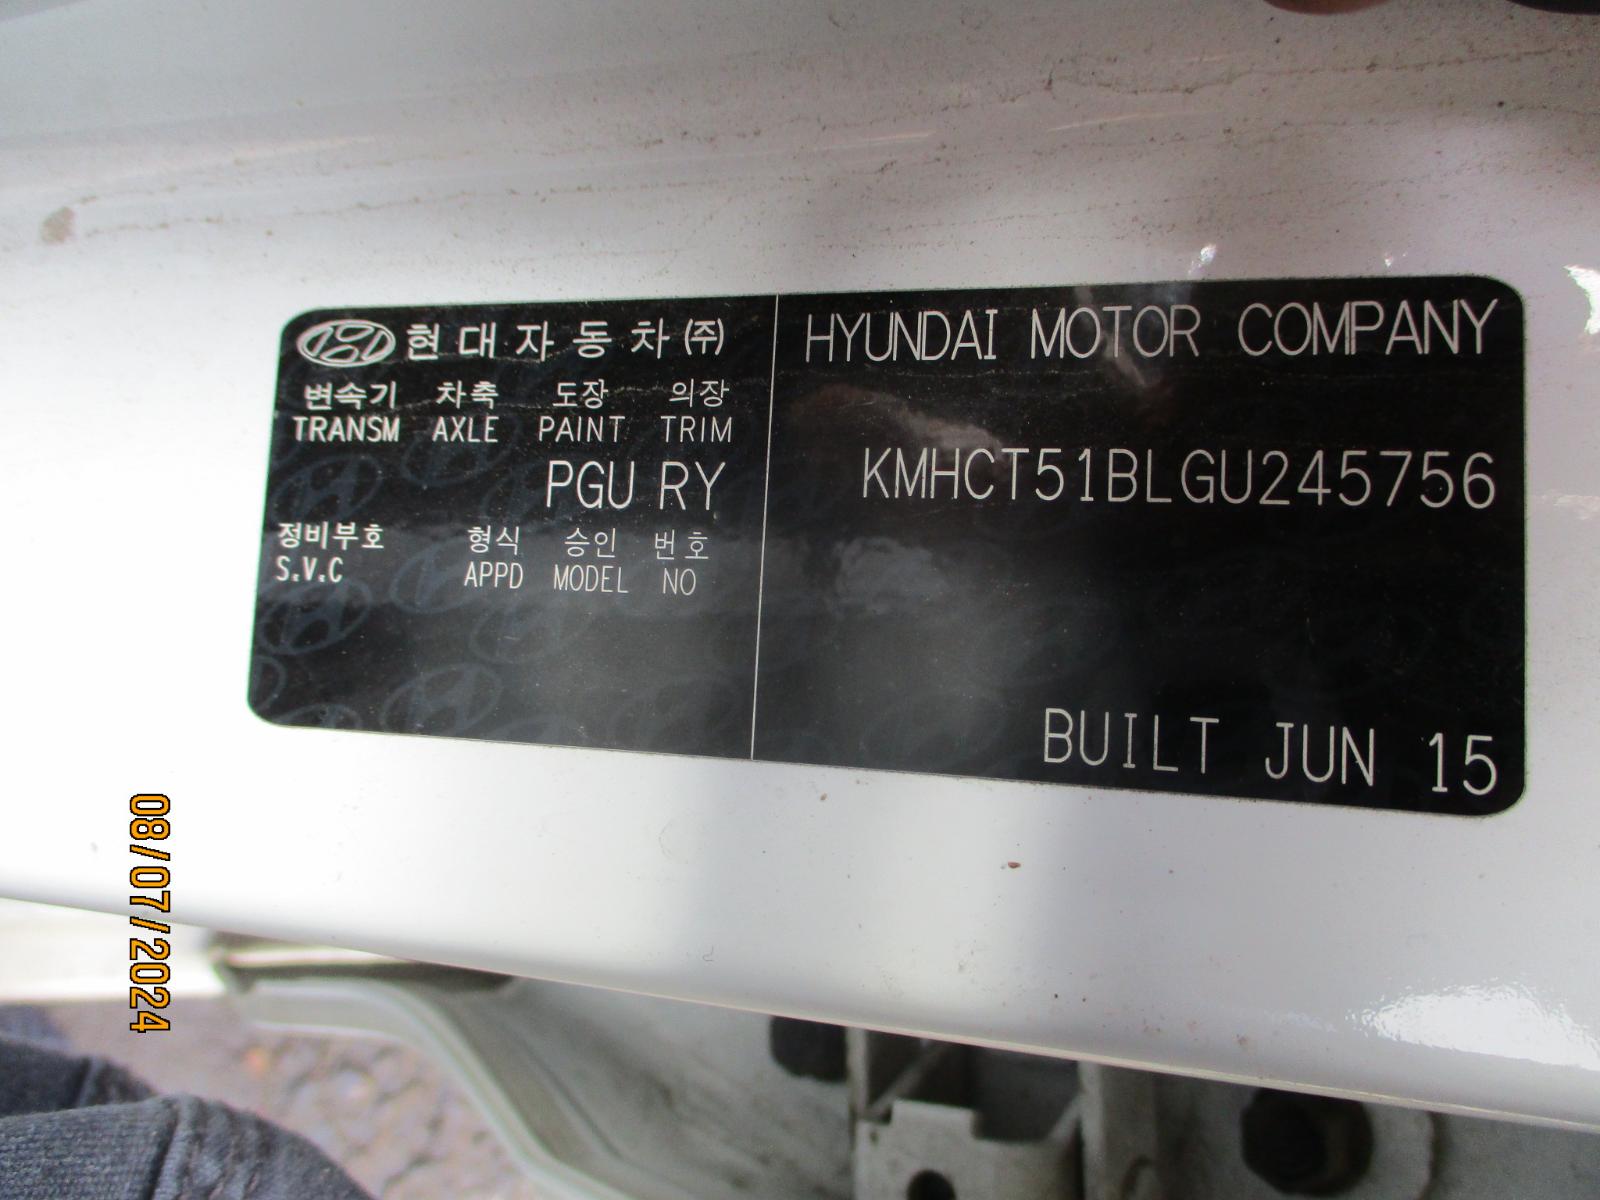 현대자동차(주)
변속기 차축 도장 의장
TRANSM AXLE PAINT TRIM
PGU RY
정비부호 형식 승인 번호
S.V.C APPD MODEL NO
HYUNDAI MOTOR COMPANY
KMHCT51BLGU245756
BUILT JUN 15
08/07/2024